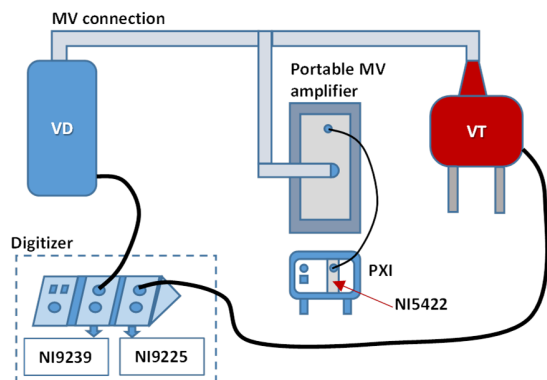 MV connection
Portable MV
amplifier
VD
VT
Digitizer
PXI
NI5422
NI9239
NI9225